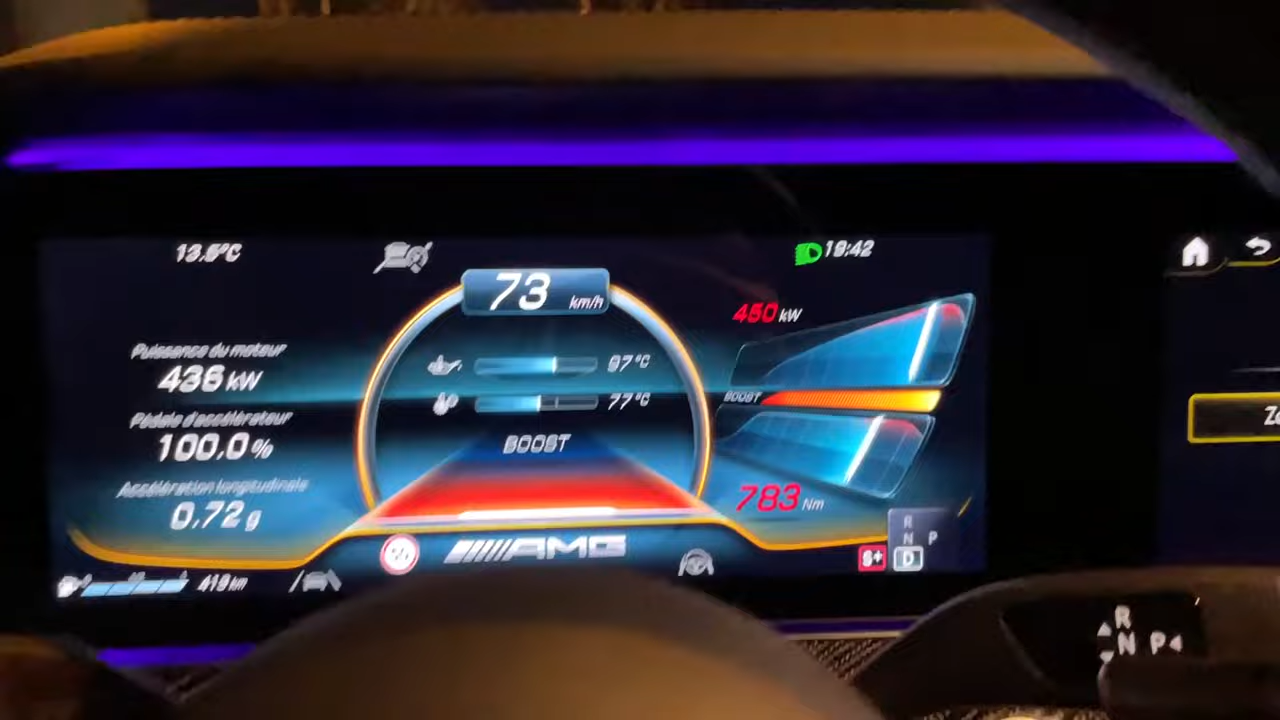 13.5°C
19:42
73 km/h
450 kW
Puissance du moteur
436 kW
97°C
77°C
BOOST
Pédale d'accélérateur
100.0 %
BOOST
Accélération longitudinale
0.72 g
783 Nm
AMG
R
N P
S+ D
419 km
R
N P